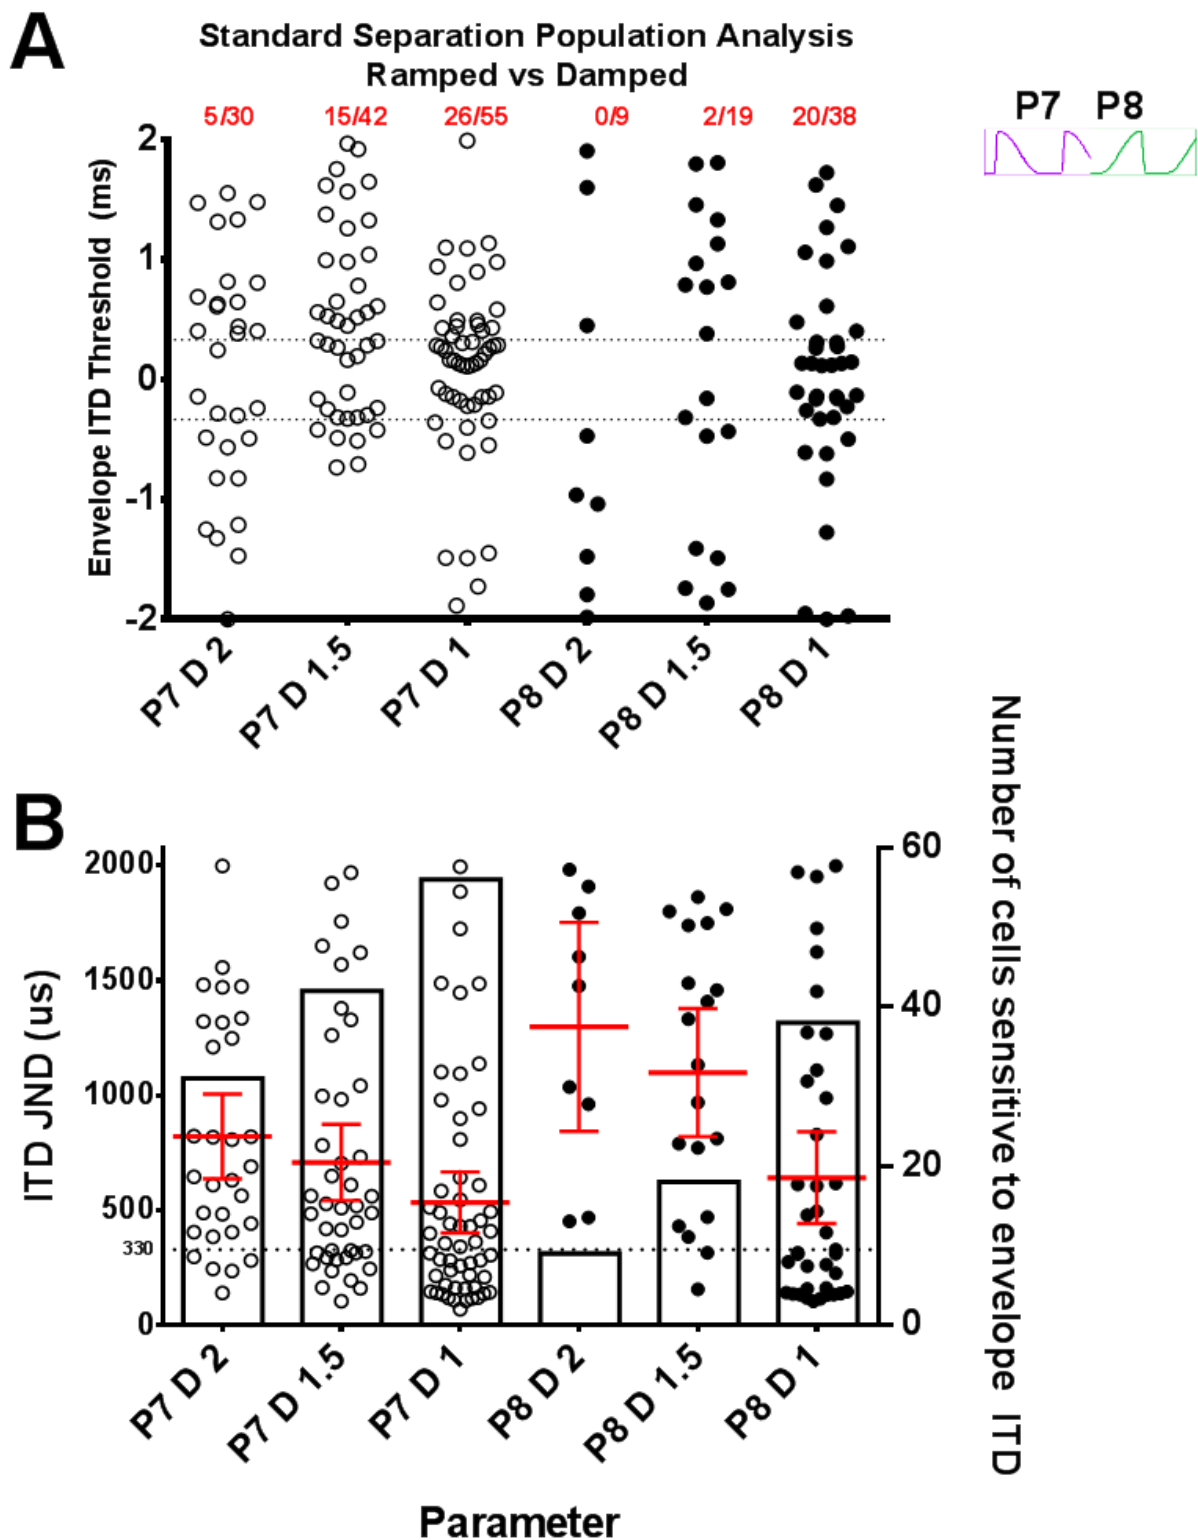 A
Standard Separation Population Analysis
Ramped vs Damped
5/30 15/42 26/55 0/9 2/19 20/38
P7 P8
Envelope ITD Threshold (ms)
2
1
0
-1
-2
P7 D 2
P7 D 1.5
P7 D 1
P8 D 2
P8 D 1.5
P8 D 1
B
ITD JND (us)
2000
1500
1000
500
330
0
60
40
20
0
Number of cells sensitive to envelope ITD
P7 D 2
P7 D 1.5
P7 D 1
P8 D 2
P8 D 1.5
P8 D 1
Parameter